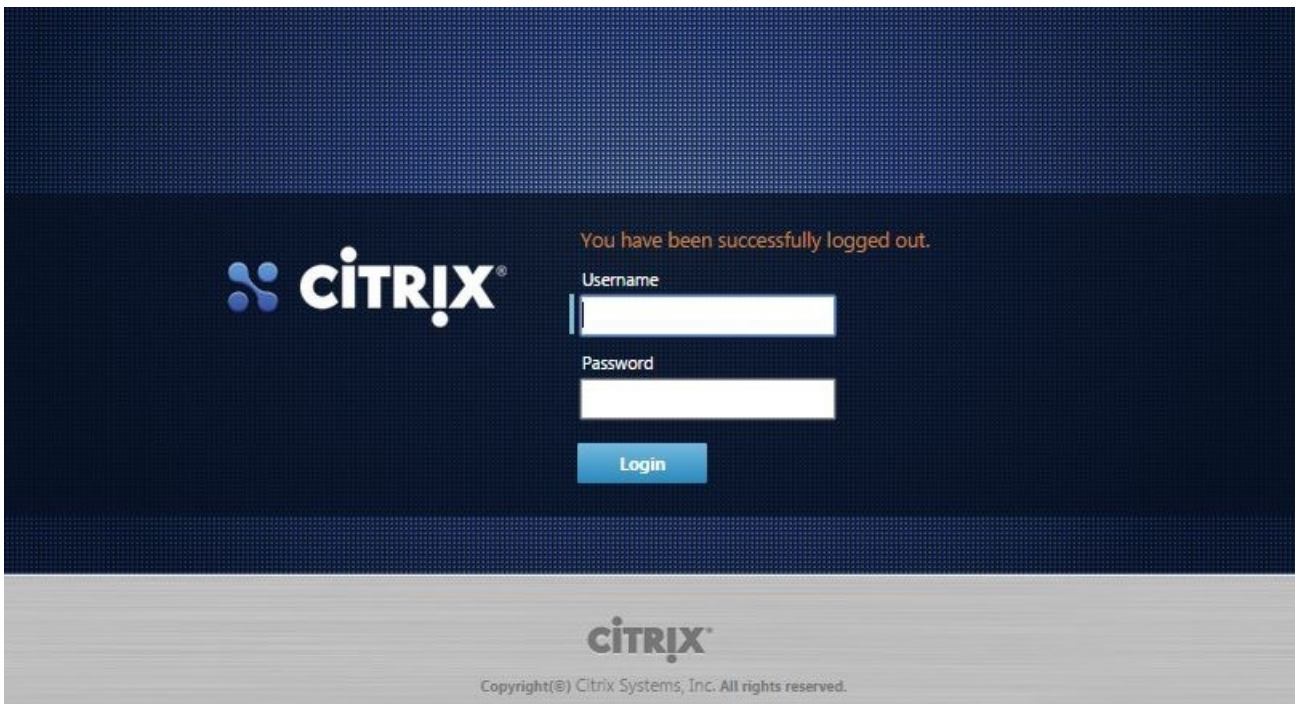 You have been successfully logged out.
CITRIX®
Username
Password
Login
CITRIX®
Copyright(©) Citrix Systems, Inc. All rights reserved.